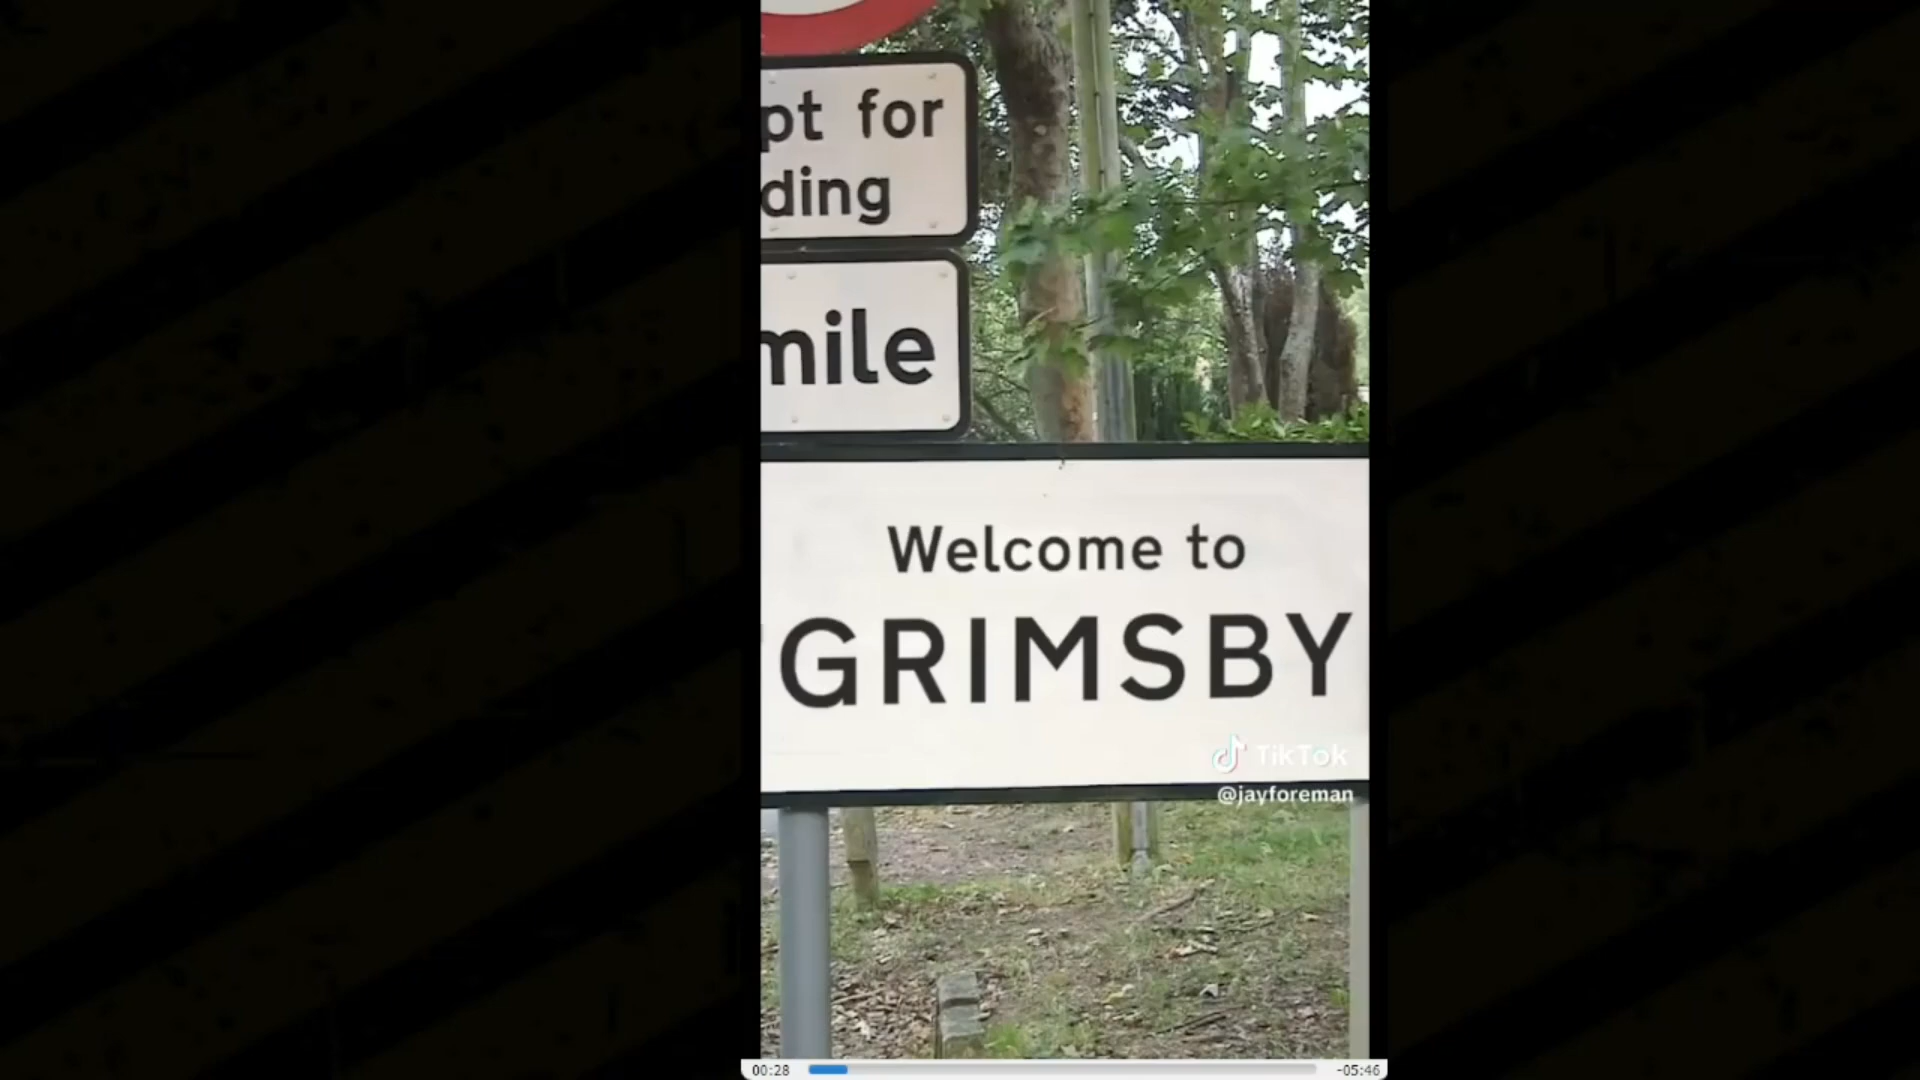 pt for
ding
mile
Welcome to
GRIMSBY
TikTok
@jayforeman
00:28
-05:46